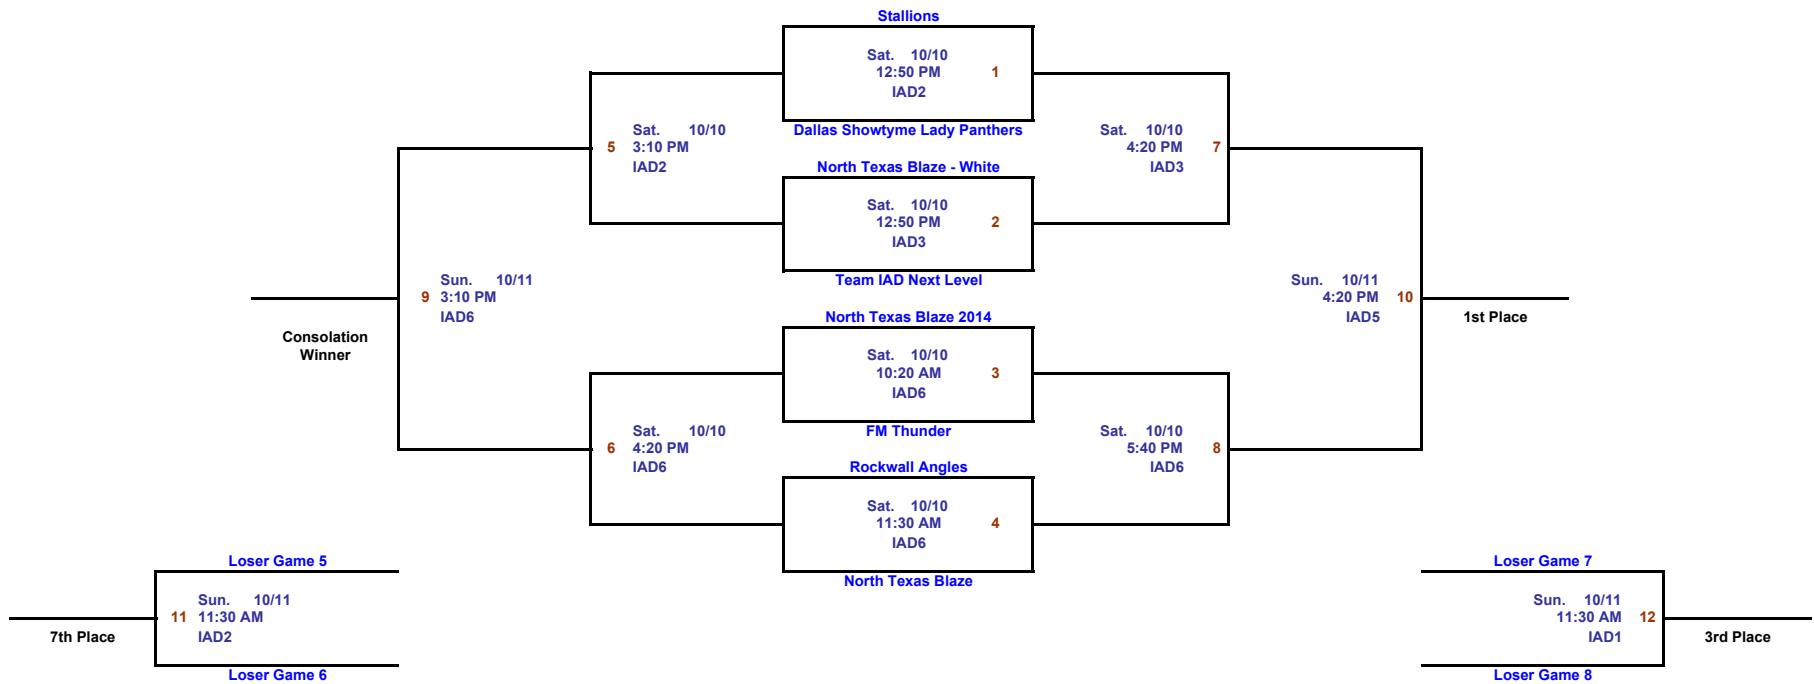 Stallions
Sat. 10/10
12:50 PM 1
IAD2
Dallas Showtyme Lady Panthers
Sat. 10/10
5 3:10 PM
IAD2
Sat. 10/10
4:20 PM 7
IAD3
North Texas Blaze - White
Sat. 10/10
12:50 PM 2
IAD3
Team IAD Next Level
Sun. 10/11
9 3:10 PM
IAD6
Consolation
Winner
Sun. 10/11
4:20 PM 10
IAD5
1st Place
North Texas Blaze 2014
Sat. 10/10
10:20 AM 3
IAD6
FM Thunder
Sat. 10/10
6 4:20 PM
IAD6
Sat. 10/10
5:40 PM 8
IAD6
Rockwall Angles
Sat. 10/10
11:30 AM 4
IAD6
North Texas Blaze
Loser Game 5
Sun. 10/11
11 11:30 AM
IAD2
7th Place
Loser Game 6
Loser Game 7
Sun. 10/11
11:30 AM 12
IAD1
3rd Place
Loser Game 8